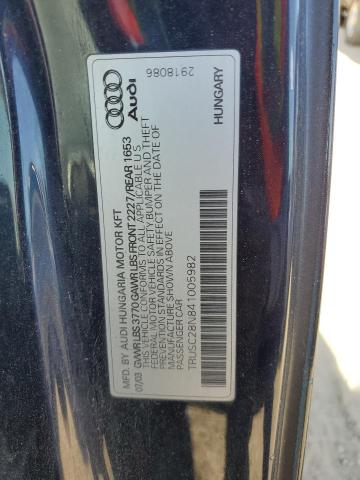 Audi
2918086
MFD. BY AUDI HUNGARIA MOTOR KFT
HUNGARY
07/03 GVWR LBS 3770 GAWR LBS FRONT 2227/REAR 1653
THIS VEHICLE CONFORMS TO ALL APPLICABLE U S
FEDERAL MOTOR VEHICLE SAFETY, BUMPER AND THEFT
PREVENTION STANDARDS IN EFFECT ON THE DATE OF
MANUFACTURE SHOWN ABOVE
PASSENGER CAR
TRUSC28N841005982